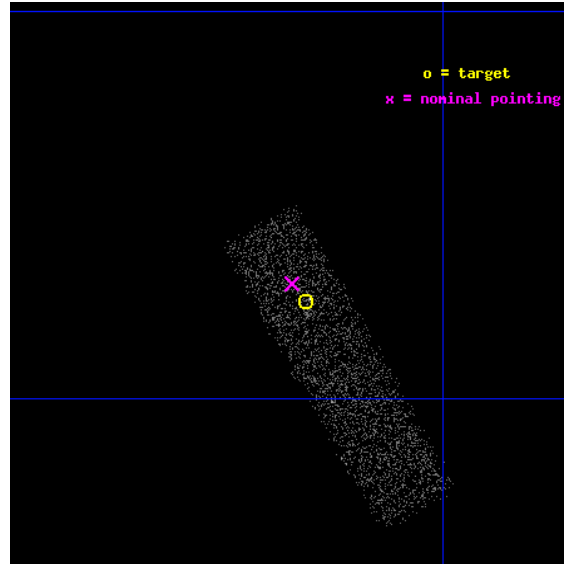 o = target
x = nominal pointing